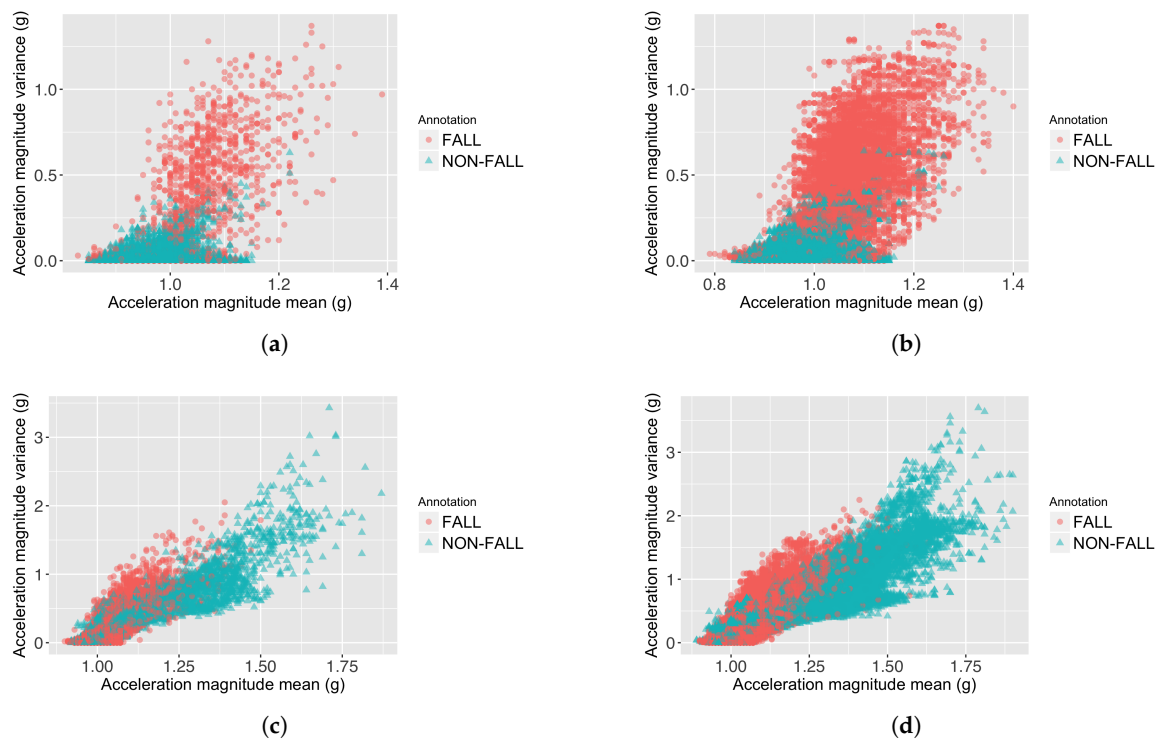 Acceleration magnitude variance (g)
1.0
0.5
0.0
1.0
1.2
1.4
Acceleration magnitude mean (g)
Annotation
FALL
NON-FALL
(a)
Acceleration magnitude variance (g)
1.0
0.5
0.0
0.8
1.0
1.2
1.4
Acceleration magnitude mean (g)
Annotation
FALL
NON-FALL
(b)
Acceleration magnitude variance (g)
3
2
1
0
1.00
1.25
1.50
1.75
Acceleration magnitude mean (g)
Annotation
FALL
NON-FALL
(c)
Acceleration magnitude variance (g)
3
2
1
0
1.00
1.25
1.50
1.75
Acceleration magnitude mean (g)
Annotation
FALL
NON-FALL
(d)